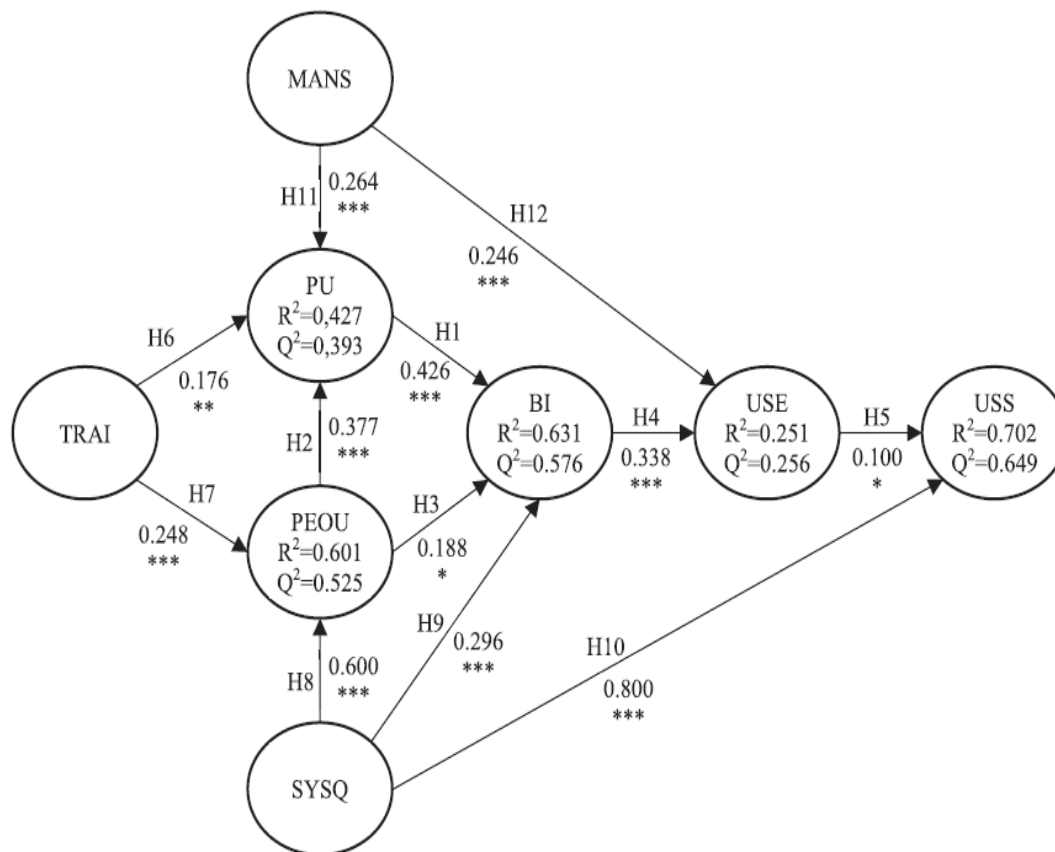 MANS
H11
0.264
***
H12
0.246
***
PU
R²=0,427
Q²=0,393
H6
0.176
**
H1
0.426
***
TRAI
H2
0.377
***
BI
R²=0.631
Q²=0.576
H4
0.338
***
USE
R²=0.251
Q²=0.256
H5
0.100
*
USS
R²=0.702
Q²=0.649
H7
0.248
***
PEOU
R²=0.601
Q²=0.525
H3
0.188
*
H8
0.600
***
H9
0.296
***
H10
0.800
***
SYSQ